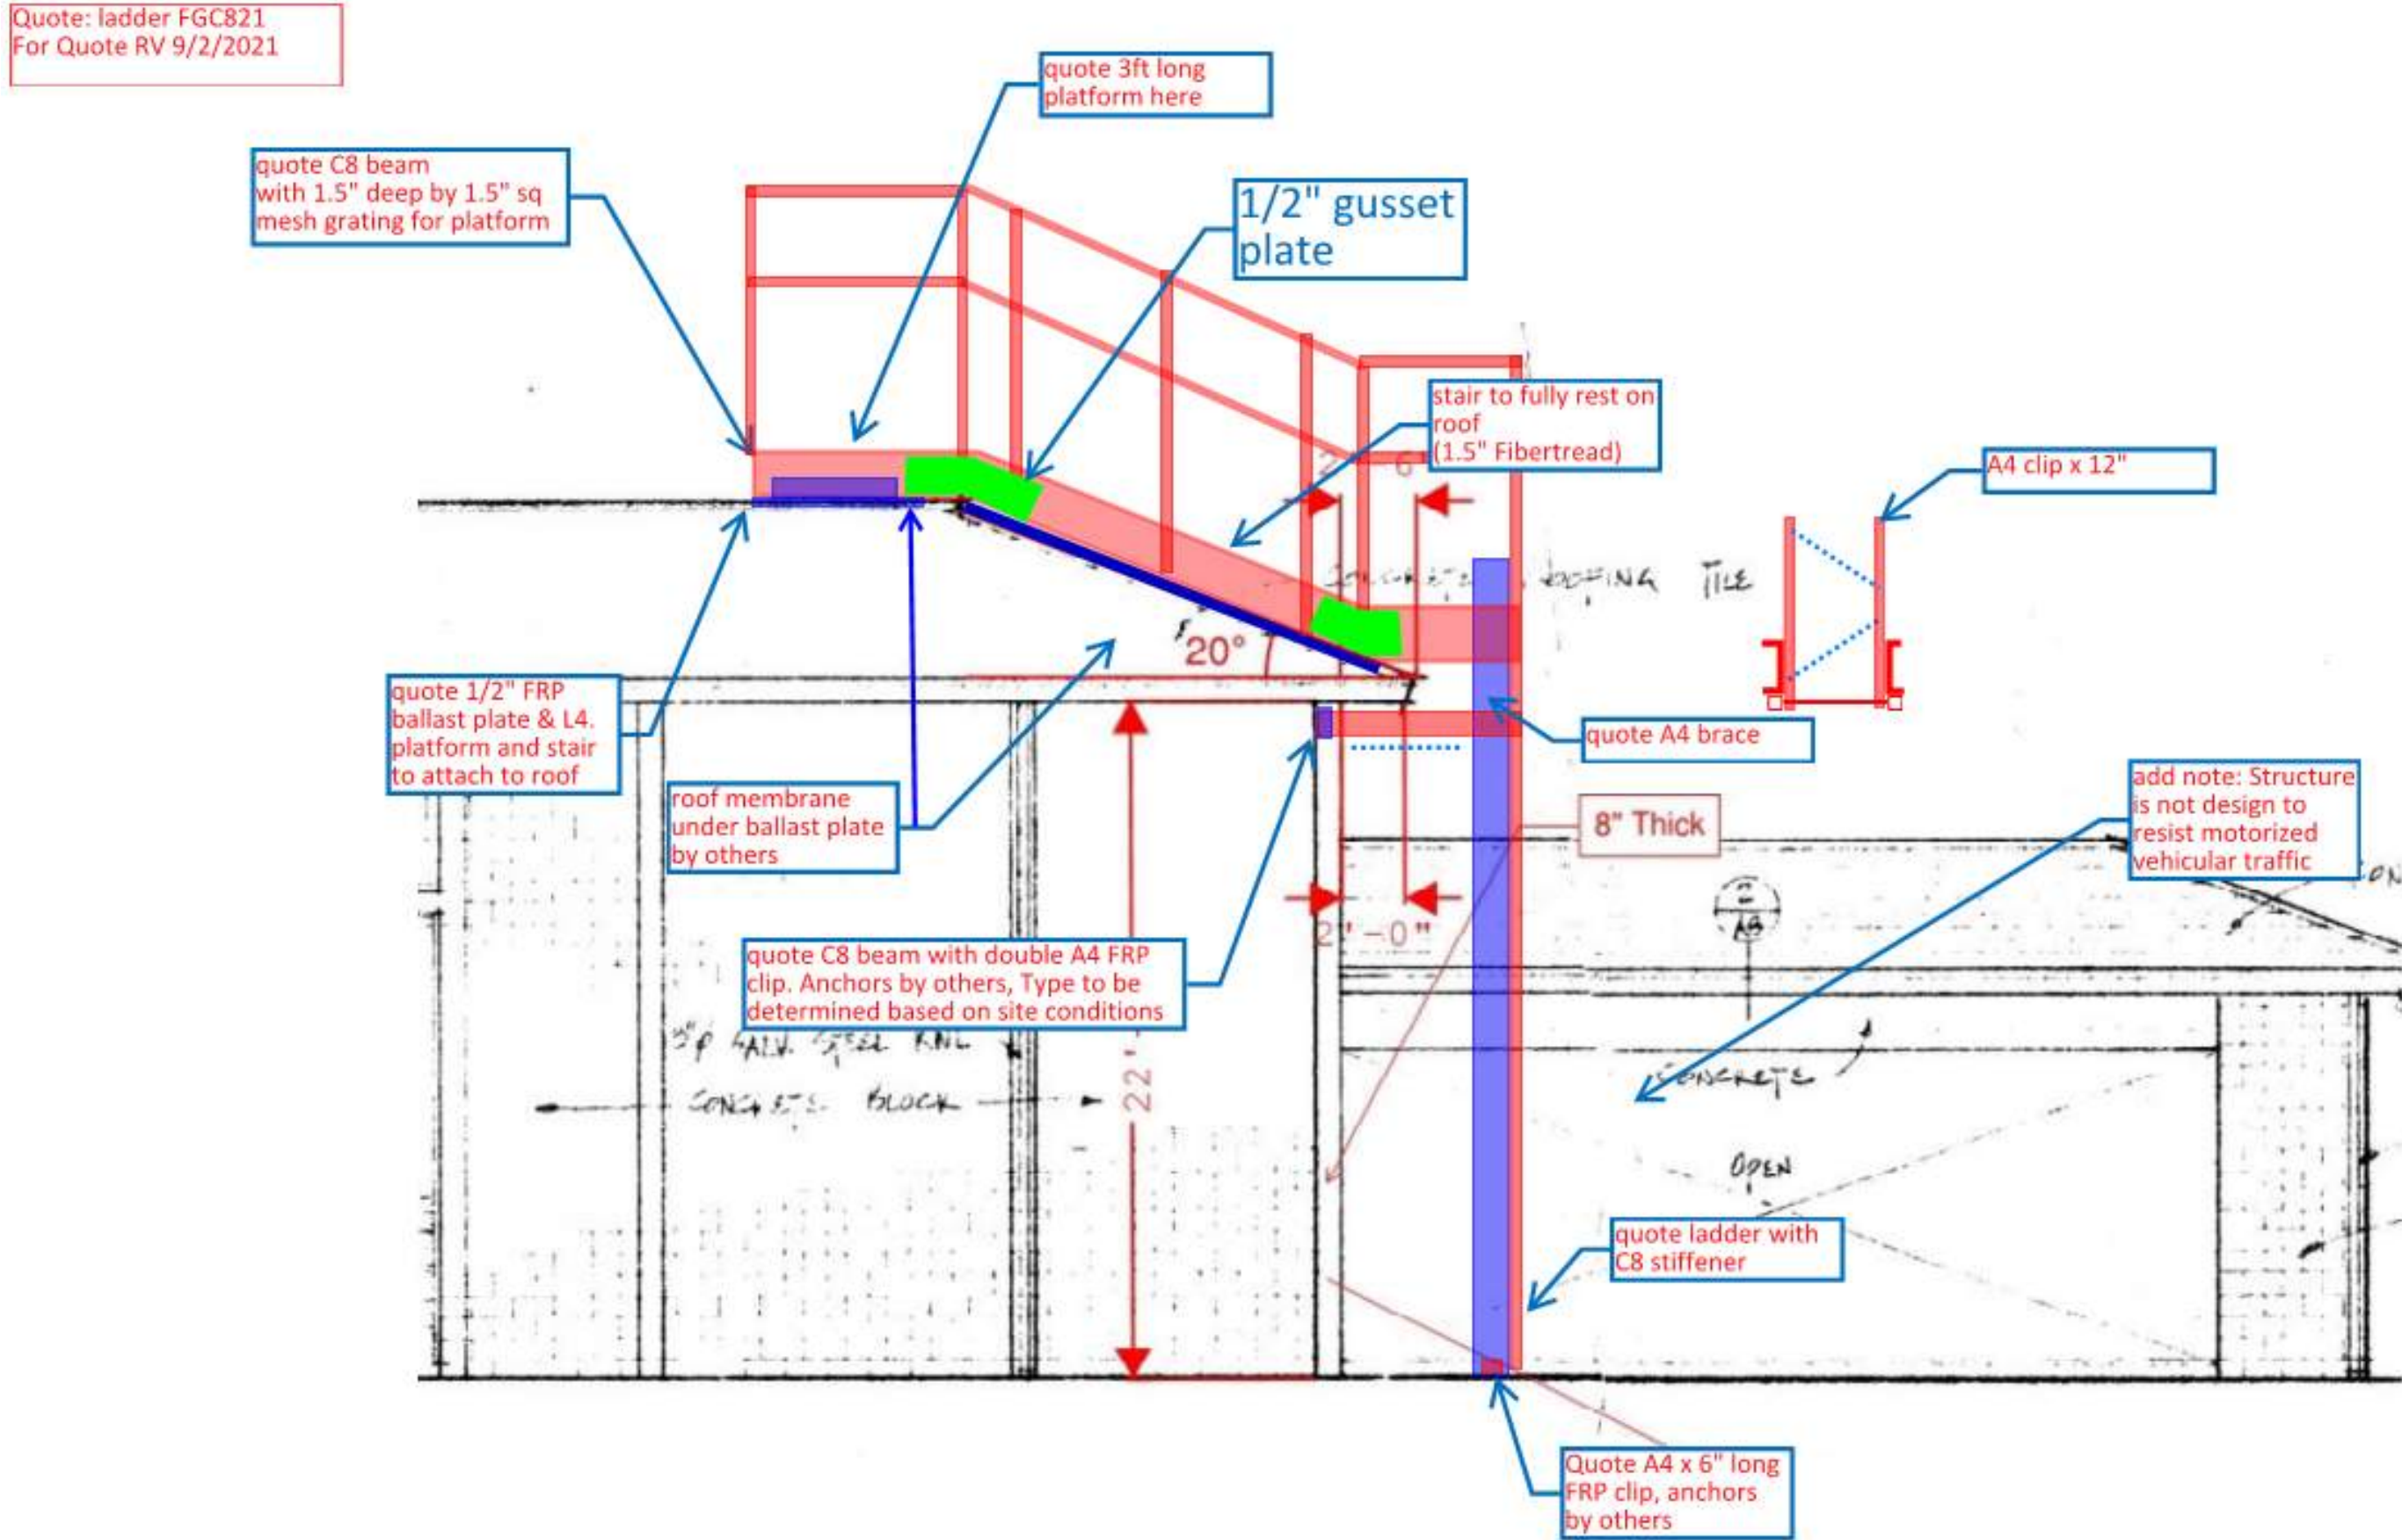 Quote: ladder FGC821
For Quote RV 9/2/2021
quote 3ft long
platform here
quote C8 beam
with 1.5" deep by 1.5" sq
mesh grating for platform
1/2" gusset
plate
stair to fully rest on
roof
(1.5" Fibertread)
6
A4 clip x 12"
ROOFING TILE
20°
quote 1/2" FRP
ballast plate & L4.
platform and stair
to attach to roof
quote A4 brace
roof membrane
under ballast plate
by others
8" Thick
add note: Structure
is not design to
resist motorized
vehicular traffic
2'-0"
quote C8 beam with double A4 FRP
clip. Anchors by others, Type to be
determined based on site conditions
22'
CONCRETE
BLOCK
OPEN
quote ladder with
C8 stiffener
Quote A4 x 6" long
FRP clip, anchors
by others